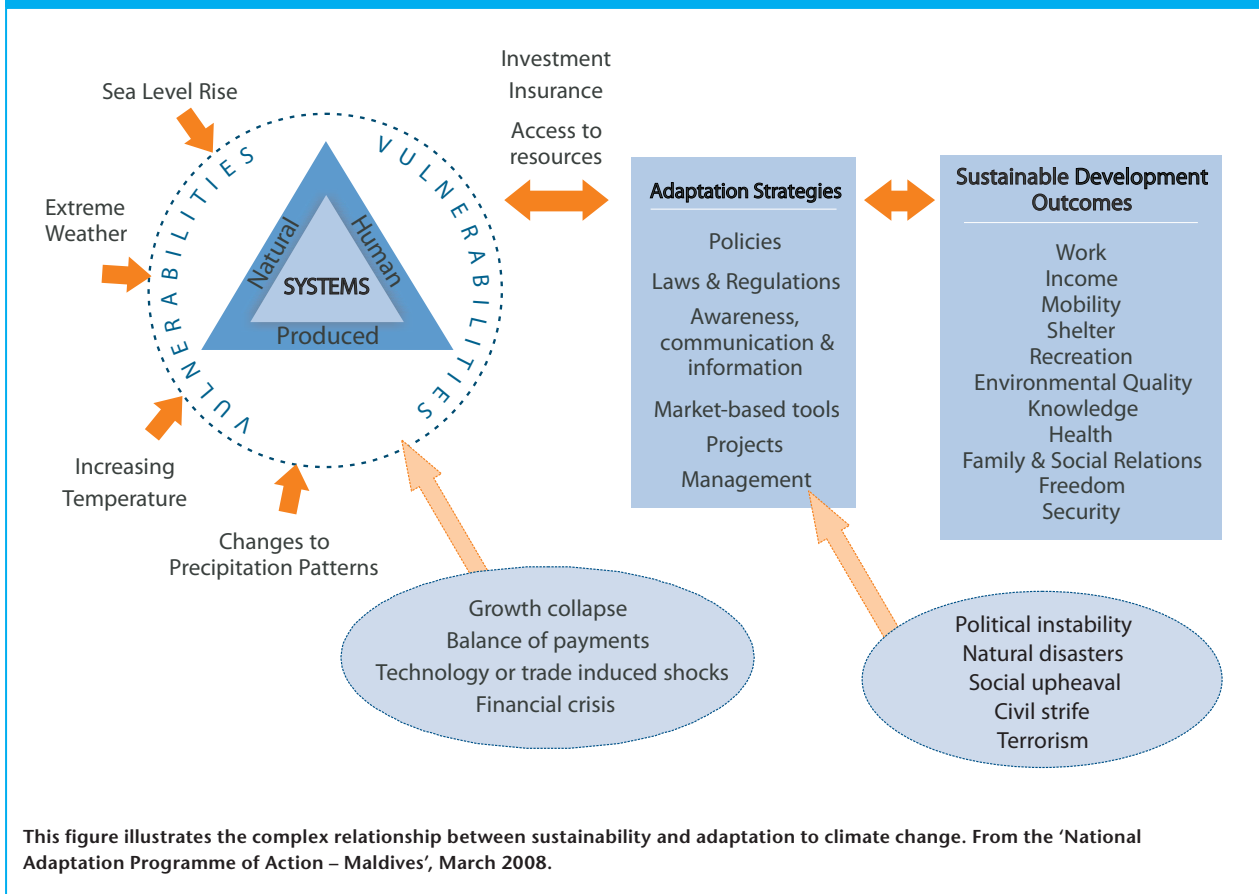 Sea Level Rise
Extreme
Weather
Increasing
Temperature
Changes to
Precipitation Patterns
VULNERABILITIES
VULNERABILITIES
Natural
Human
SYSTEMS
Produced
Investment
Insurance
Access to
resources
Adaptation Strategies
Policies
Laws & Regulations
Awareness,
communication &
information
Market-based tools
Projects
Management
Sustainable Development
Outcomes
Work
Income
Mobility
Shelter
Recreation
Environmental Quality
Knowledge
Health
Family & Social Relations
Freedom
Security
Growth collapse
Balance of payments
Technology or trade induced shocks
Financial crisis
Political instability
Natural disasters
Social upheaval
Civil strife
Terrorism
This figure illustrates the complex relationship between sustainability and adaptation to climate change. From the ‘National
Adaptation Programme of Action – Maldives’, March 2008.